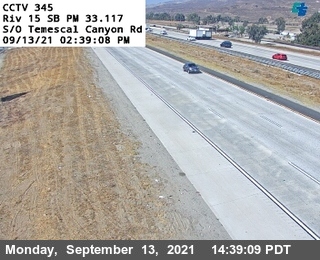 CCTV 345
Riv 15 SB PM 33.117
S/O Temescal Canyon Rd
09/13/21 02:39:08 PM
Monday, September 13, 2021 14:39:09 PDT